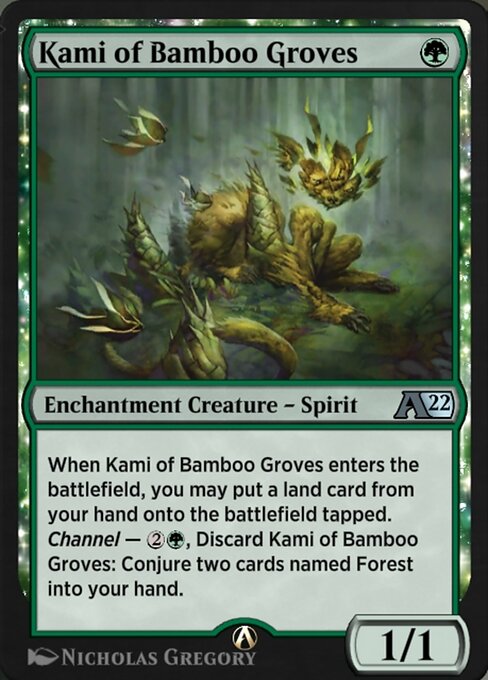 Kami of Bamboo Groves
Enchantment Creature – Spirit
A22
When Kami of Bamboo Groves enters the
battlefield, you may put a land card from
your hand onto the battlefield tapped.
Channel — 2, Discard Kami of Bamboo
Groves: Conjure two cards named Forest
into your hand.
1/1
Nicholas Gregory